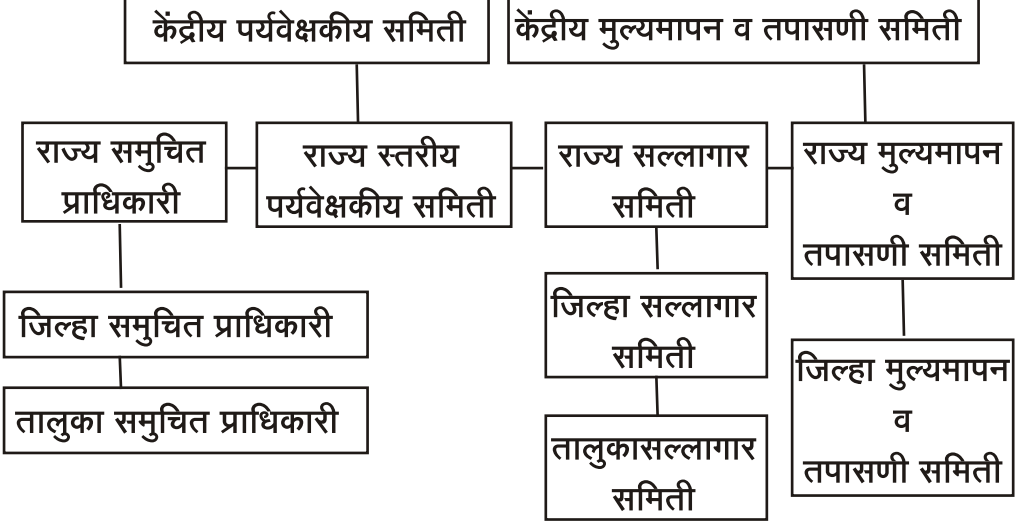 केंद्रीय पर्यवेक्षकीय समिती
केंद्रीय मुल्यमापन व तपासणी समिती
राज्य समुचित
प्राधिकारी
राज्य स्तरीय
पर्यवेक्षकीय समिती
राज्य सल्लागार
समिती
राज्य मुल्यमापन
व
तपासणी समिती
जिल्हा समुचित प्राधिकारी
जिल्हा सल्लागार
समिती
जिल्हा मुल्यमापन
व
तपासणी समिती
तालुका समुचित प्राधिकारी
तालुकासल्लागार
समिती